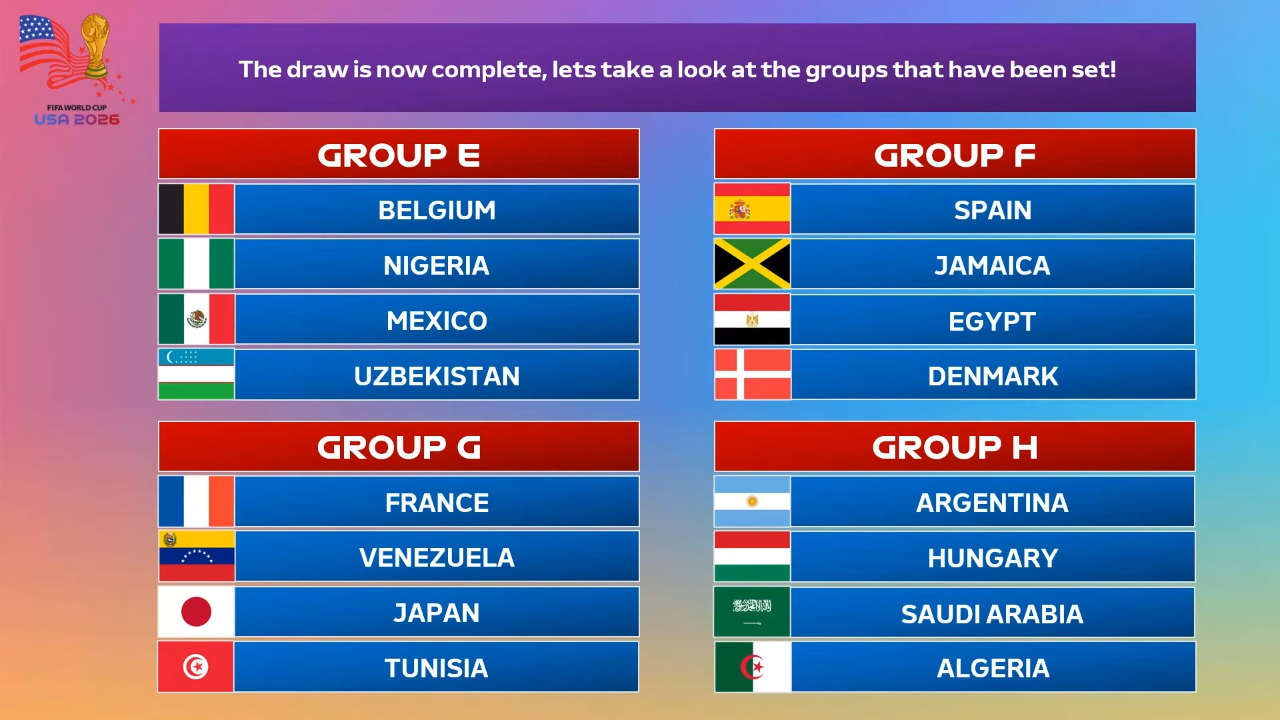 FIFA WORLD CUP
USA 2026
The draw is now complete, lets take a look at the groups that have been set!
GROUP E
BELGIUM
NIGERIA
MEXICO
UZBEKISTAN
GROUP F
SPAIN
JAMAICA
EGYPT
DENMARK
GROUP G
FRANCE
VENEZUELA
JAPAN
TUNISIA
GROUP H
ARGENTINA
HUNGARY
SAUDI ARABIA
ALGERIA